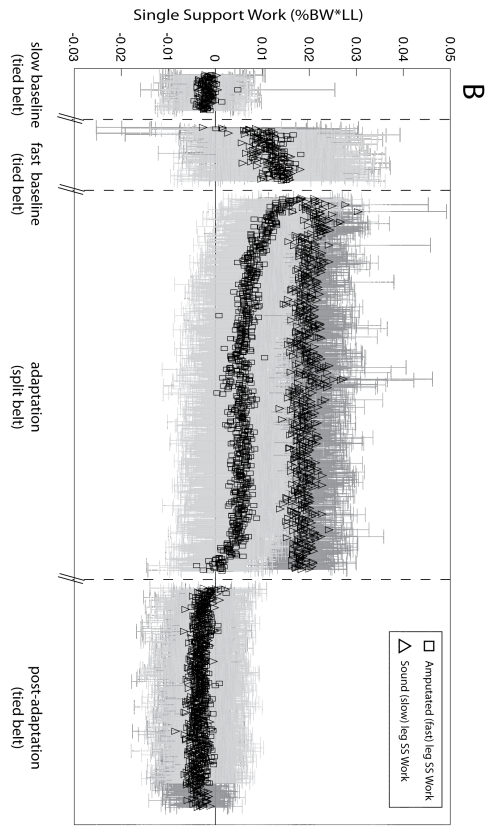 B
Single Support Work (%BW*LL)
0.05
0.04
0.03
0.02
0.01
0
-0.01
-0.02
-0.03
Amputated (fast) leg SS Work
Sound (slow) leg SS Work
slow baseline
(tied belt)
fast baseline
(tied belt)
adaptation
(split belt)
post-adaptation
(tied belt)